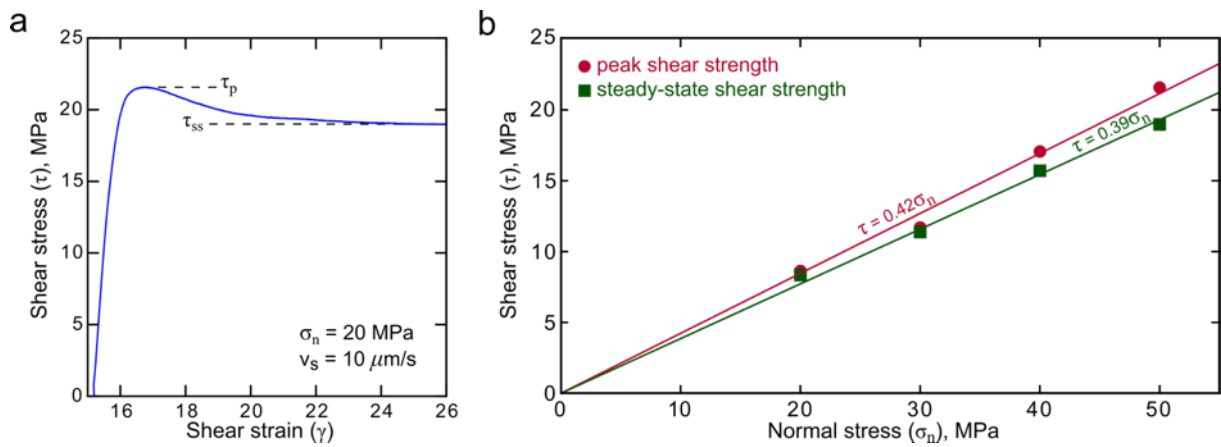 a
Shear stress (τ), MPa
25
20
15
10
5
0
τp
τss
σn = 20 MPa
vs = 10 μm/s
16 18 20 22 24 26
Shear strain (γ)
b
Shear stress (τ), MPa
25
20
15
10
5
0
peak shear strength
steady-state shear strength
τ = 0.42σn
τ = 0.39σn
0 10 20 30 40 50
Normal stress (σn), MPa